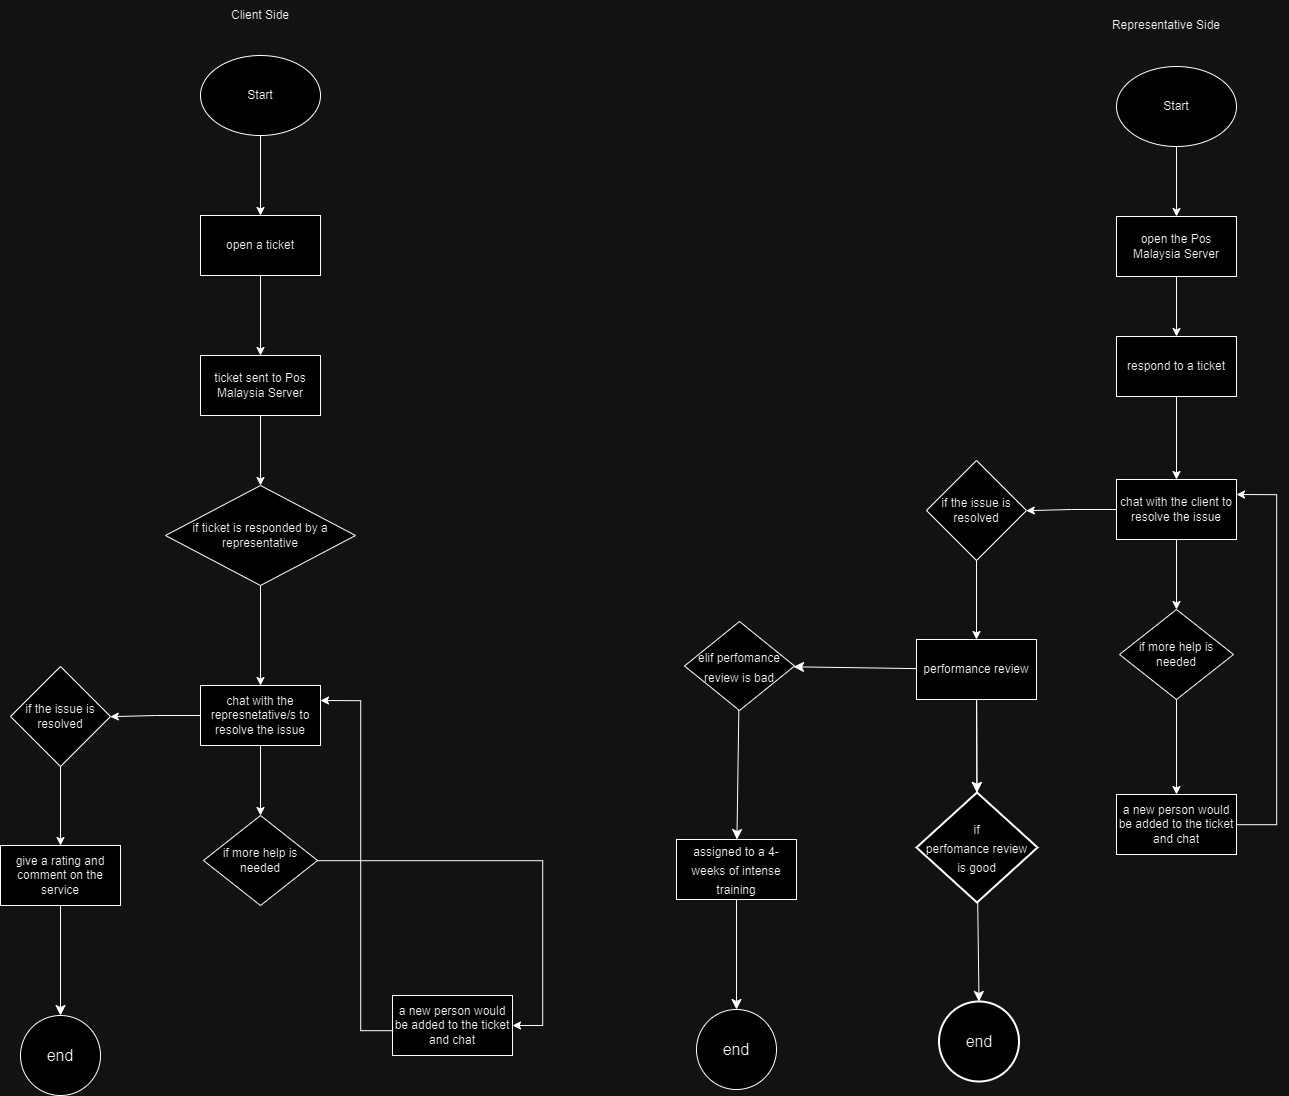 Client Side
Start
open a ticket
ticket sent to Pos
Malaysia Server
if ticket is responded by a
representative
chat with the
represnetative/s to
resolve the issue
if the issue is
resolved
give a rating and
comment on the
service
end
if more help is
needed
a new person would
be added to the ticket
and chat
Representative Side
Start
open the Pos
Malaysia Server
respond to a ticket
chat with the client to
resolve the issue
if the issue is
resolved
if more help is
needed
a new person would
be added to the ticket
and chat
performance review
elif perfomance
review is bad
assigned to a 4-
weeks of intense
training
end
if
perfomance review
is good
end